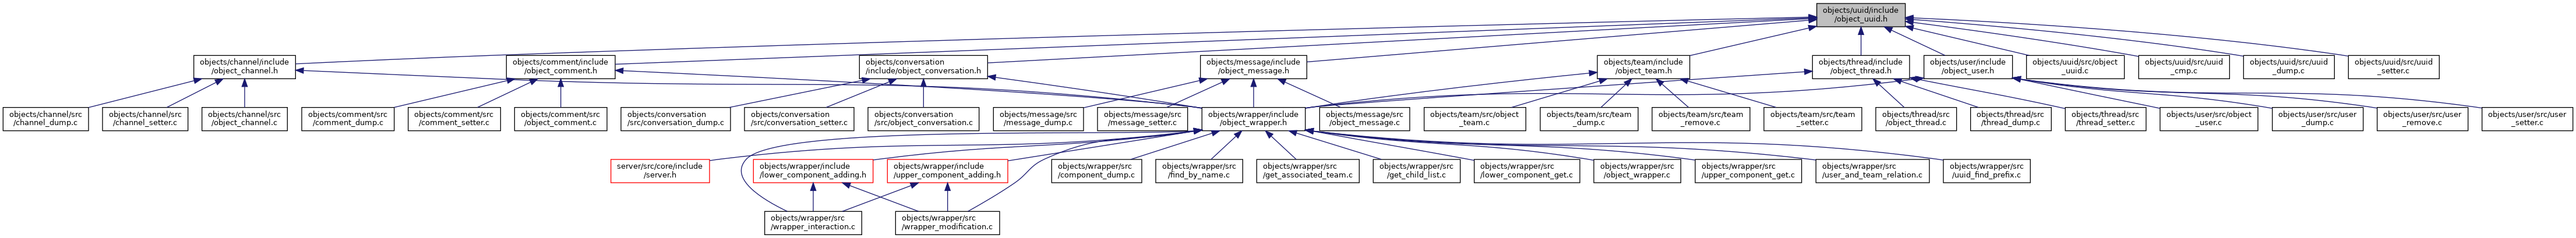 objects/uuid/include
/object_uuid.h
objects/channel/include
/object_channel.h
objects/comment/include
/object_comment.h
objects/conversation
/include/object_conversation.h
objects/message/include
/object_message.h
objects/team/include
/object_team.h
objects/thread/include
/object_thread.h
objects/user/include
/object_user.h
objects/uuid/src/object
_uuid.c
objects/uuid/src/uuid
_cmp.c
objects/uuid/src/uuid
_dump.c
objects/uuid/src/uuid
_setter.c
objects/channel/src
/channel_dump.c
objects/channel/src
/channel_setter.c
objects/channel/src
/object_channel.c
objects/comment/src
/comment_dump.c
objects/comment/src
/comment_setter.c
objects/comment/src
/object_comment.c
objects/conversation
/src/conversation_dump.c
objects/conversation
/src/conversation_setter.c
objects/conversation
/src/object_conversation.c
objects/message/src
/message_dump.c
objects/message/src
/message_setter.c
objects/wrapper/include
/object_wrapper.h
objects/message/src
/object_message.c
objects/team/src/object
_team.c
objects/team/src/team
_dump.c
objects/team/src/team
_remove.c
objects/team/src/team
_setter.c
objects/thread/src
/object_thread.c
objects/thread/src
/thread_dump.c
objects/thread/src
/thread_setter.c
objects/user/src/object
_user.c
objects/user/src/user
_dump.c
objects/user/src/user
_remove.c
objects/user/src/user
_setter.c
server/src/core/include
/server.h
objects/wrapper/include
/lower_component_adding.h
objects/wrapper/include
/upper_component_adding.h
objects/wrapper/src
/component_dump.c
objects/wrapper/src
/find_by_name.c
objects/wrapper/src
/get_associated_team.c
objects/wrapper/src
/get_child_list.c
objects/wrapper/src
/lower_component_get.c
objects/wrapper/src
/object_wrapper.c
objects/wrapper/src
/upper_component_get.c
objects/wrapper/src
/user_and_team_relation.c
objects/wrapper/src
/uuid_find_prefix.c
objects/wrapper/src
/wrapper_interaction.c
objects/wrapper/src
/wrapper_modification.c